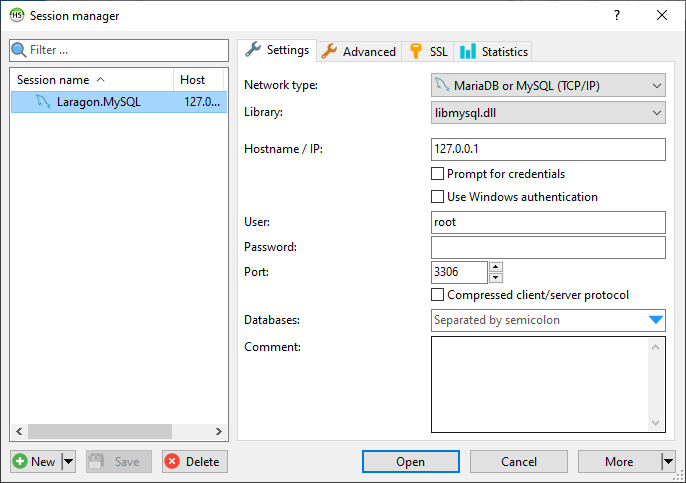 HS Session manager ?
Filter ...
Session name Host
Laragon.MySQL 127.0...
New Save Delete
Settings Advanced SSL Statistics
Network type: MariaDB or MySQL (TCP/IP)
Library: libmysql.dll
Hostname / IP: 127.0.0.1
Prompt for credentials
Use Windows authentication
User: root
Password:
Port: 3306
Compressed client/server protocol
Databases: Separated by semicolon
Comment:
Open Cancel More